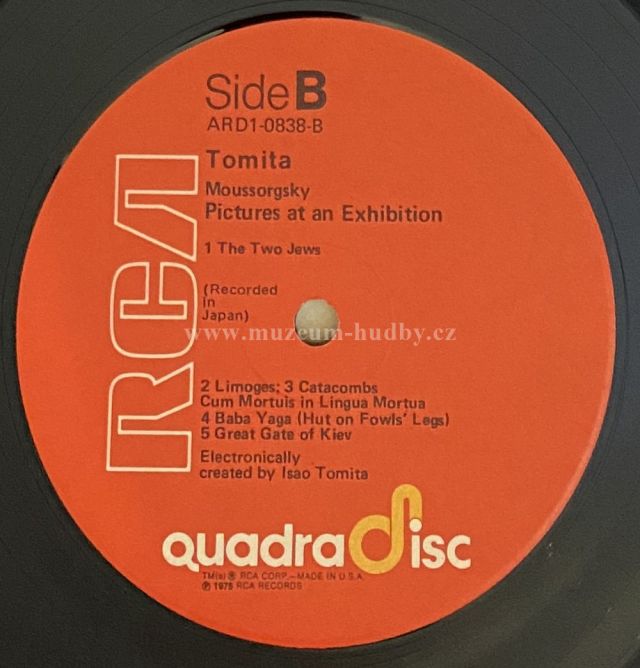 Side B
ARD1-0838-B
Tomita
Moussorgsky
Pictures at an Exhibition
1 The Two Jews
(Recorded
in
Japan)
www.muzeum-hudby.cz
RCA
2 Limoges; 3 Catacombs
Cum Mortuis in Lingua Mortua
4 Baba Yaga (Hut on Fowls' Legs)
5 Great Gate of Kiev
Electronically
created by Isao Tomita
quadradisc
TM(s) ® RCA CORP.—MADE IN U.S.A.
℗ 1975 RCA RECORDS